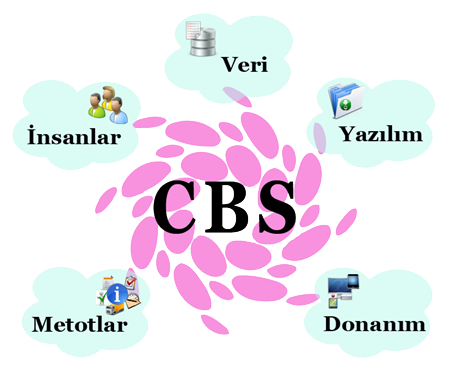 Veri
İnsanlar
Yazılım
CBS
Metotlar
Donanım